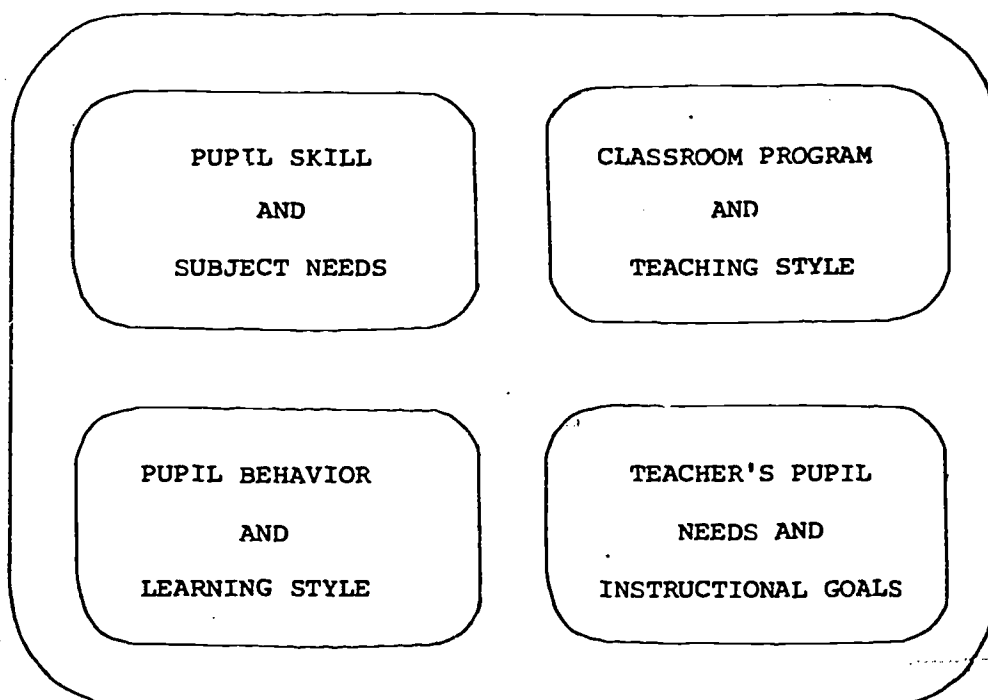 PUPIL SKILL
AND
SUBJECT NEEDS
CLASSROOM PROGRAM
AND
TEACHING STYLE
PUPIL BEHAVIOR
AND
LEARNING STYLE
TEACHER'S PUPIL
NEEDS AND
INSTRUCTIONAL GOALS